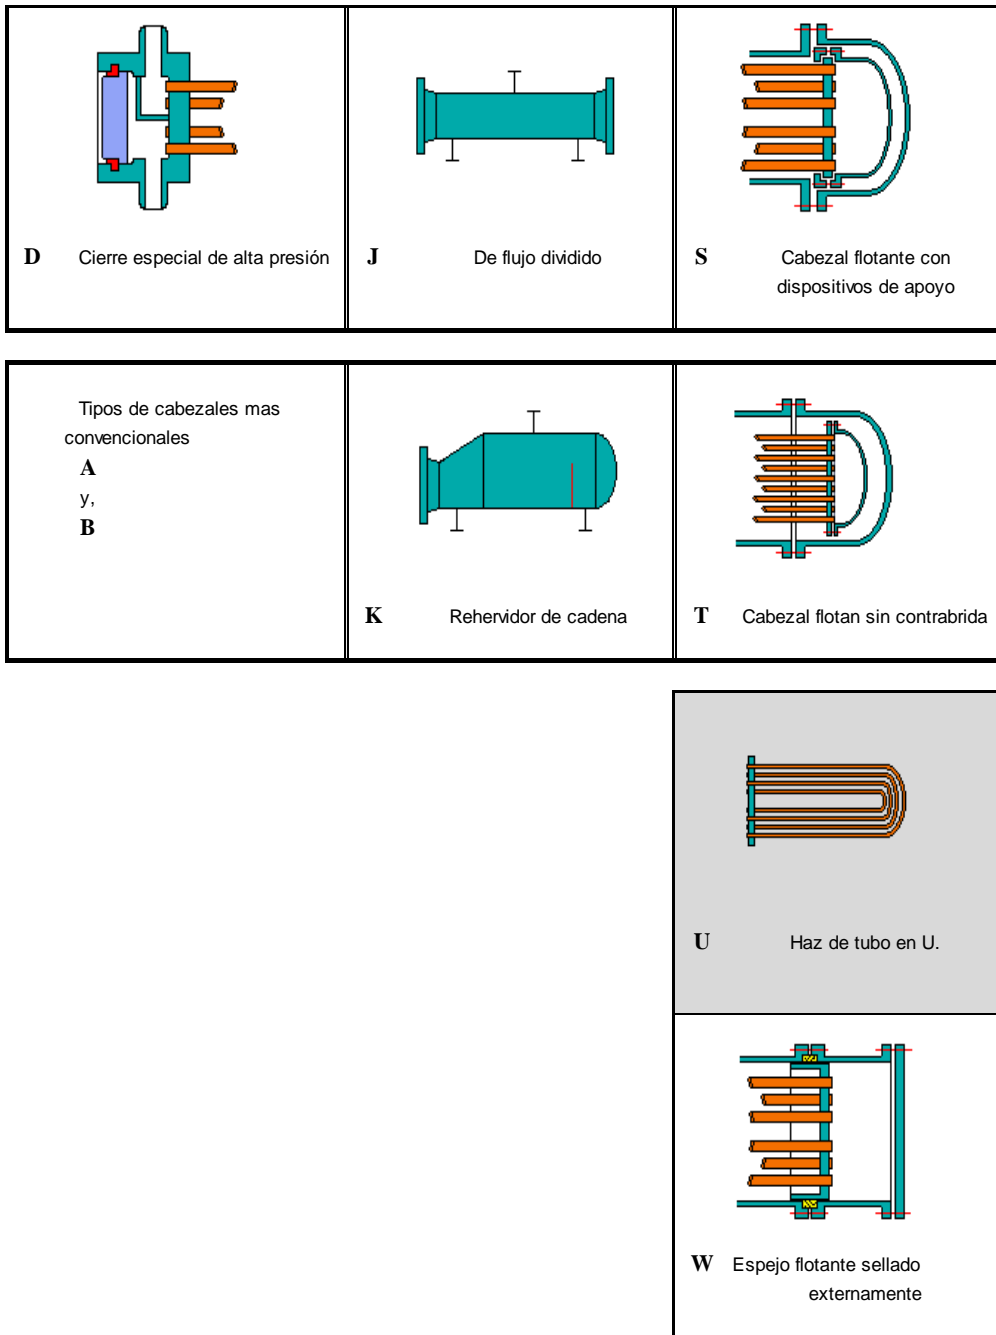 D Cierre especial de alta presión
J De flujo dividido
S Cabezal flotante con
dispositivos de apoyo
Tipos de cabezales mas
convencionales
A
y,
B
K Rehervidor de cadena
T Cabezal flotan sin contrabrida
U Haz de tubo en U.
W Espejo flotante sellado
externamente